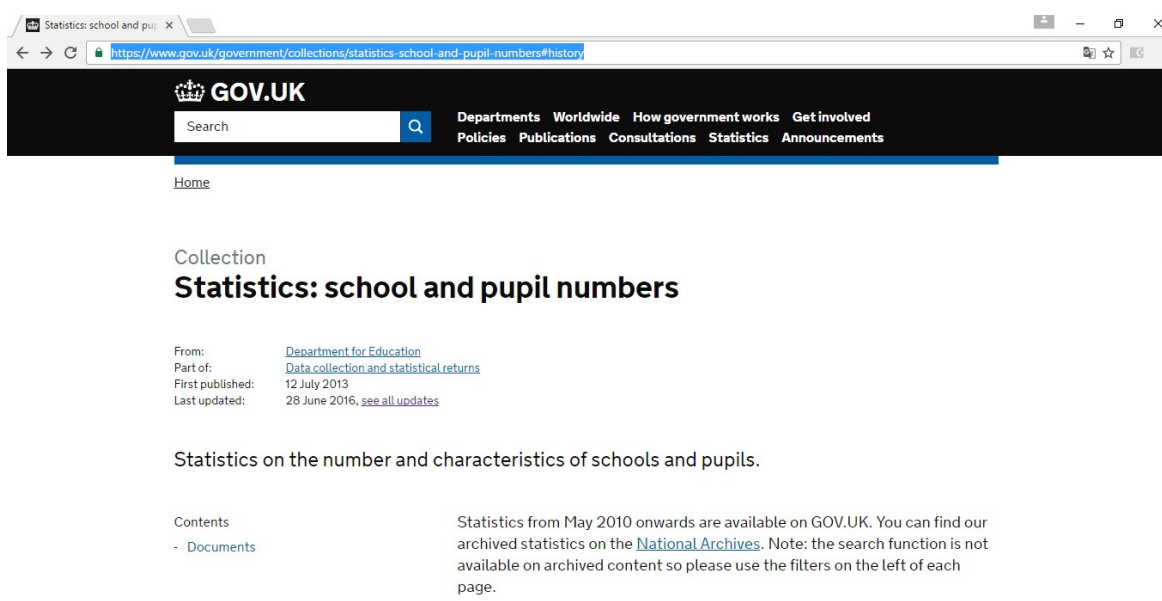 Statistics: school and pup
https://www.gov.uk/government/collections/statistics-school-and-pupil-numbers#history
GOV.UK
Search
Departments Worldwide How government works Get involved
Policies Publications Consultations Statistics Announcements
Home
Collection
Statistics: school and pupil numbers
From: Department for Education
Part of: Data collection and statistical returns
First published: 12 July 2013
Last updated: 28 June 2016, see all updates
Statistics on the number and characteristics of schools and pupils.
Contents
- Documents
Statistics from May 2010 onwards are available on GOV.UK. You can find our
archived statistics on the National Archives. Note: the search function is not
available on archived content so please use the filters on the left of each
page.